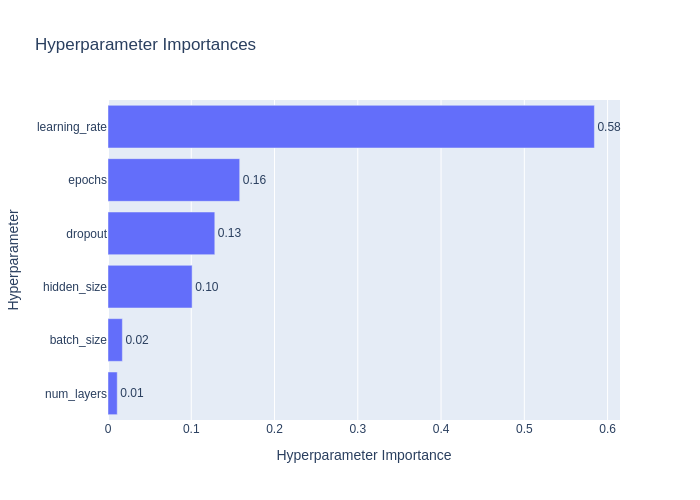 Hyperparameter Importances
Hyperparameter
learning_rate 0.58
epochs 0.16
dropout 0.13
hidden_size 0.10
batch_size 0.02
num_layers 0.01
0 0.1 0.2 0.3 0.4 0.5 0.6
Hyperparameter Importance